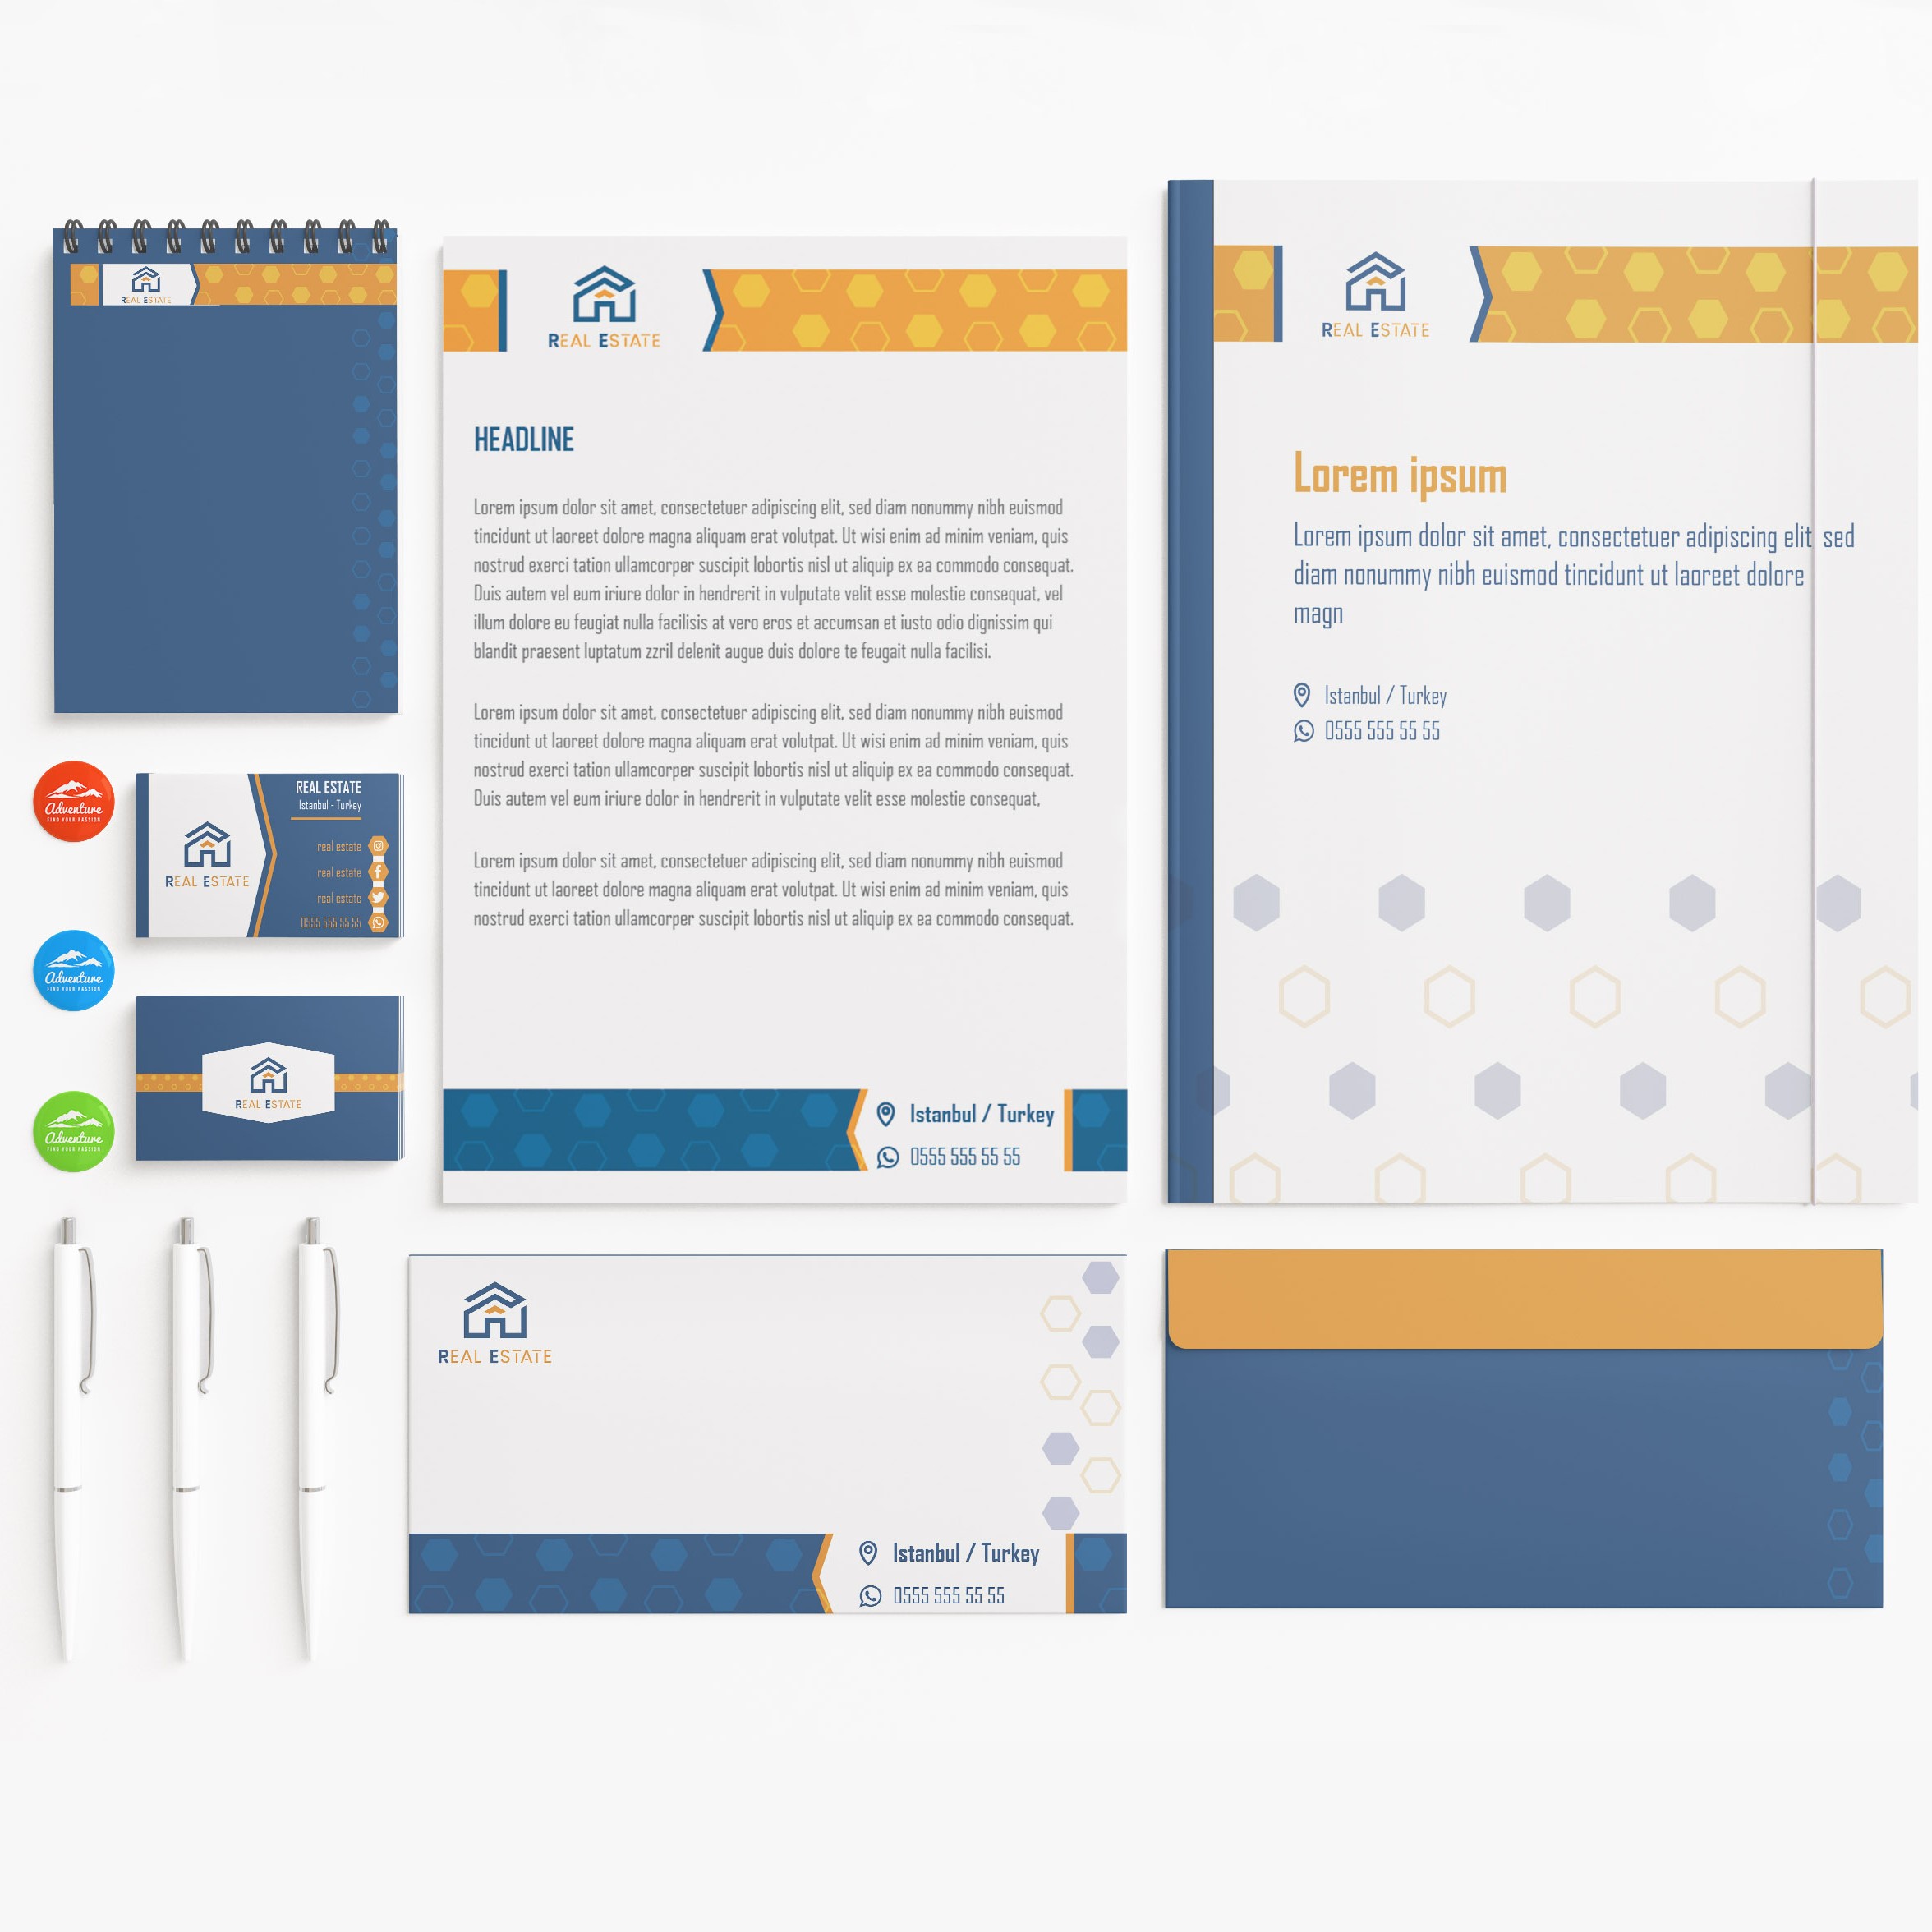 REAL ESTATE
REAL ESTATE
HEADLINE
Lorem ipsum dolor sit amet, consectetuer adipiscing elit, sed diam nonummy nibh euismod
tincidunt ut laoreet dolore magna aliquam erat volutpat. Ut wisi enim ad minim veniam, quis
nostrud exerci tation ullamcorper suscipit lobortis nisl ut aliquip ex ea commodo consequat.
Duis autem vel eum iriure dolor in hendrerit in vulputate velit esse molestie consequat, vel
illum dolore eu feugiat nulla facilisis at vero eros et accumsan et iusto odio dignissim qui
blandit praesent luptatum zzril delenit augue duis dolore te feugait nulla facilisi.
Lorem ipsum dolor sit amet, consectetuer adipiscing elit, sed diam nonummy nibh euismod
tincidunt ut laoreet dolore magna aliquam erat volutpat. Ut wisi enim ad minim veniam, quis
nostrud exerci tation ullamcorper suscipit lobortis nisl ut aliquip ex ea commodo consequat.
Duis autem vel eum iriure dolor in hendrerit in vulputate velit esse molestie consequat,
Lorem ipsum dolor sit amet, consectetuer adipiscing elit, sed diam nonummy nibh euismod
tincidunt ut laoreet dolore magna aliquam erat volutpat. Ut wisi enim ad minim veniam, quis
nostrud exerci tation ullamcorper suscipit lobortis nisl ut aliquip ex ea commodo consequat.
Istanbul / Turkey
0555 555 55 55
REAL ESTATE
Lorem ipsum
Lorem ipsum dolor sit amet, consectetuer adipiscing elit sed
diam nonummy nibh euismod tincidunt ut laoreet dolore
magn
Istanbul / Turkey
0555 555 55 55
Adventure
FIND YOUR PASSION
REAL ESTATE
REAL ESTATE
Istanbul - Turkey
real estate
real estate
real estate
0555 555 55 55
Adventure
FIND YOUR PASSION
REAL ESTATE
Adventure
FIND YOUR PASSION
REAL ESTATE
Istanbul / Turkey
0555 555 55 55